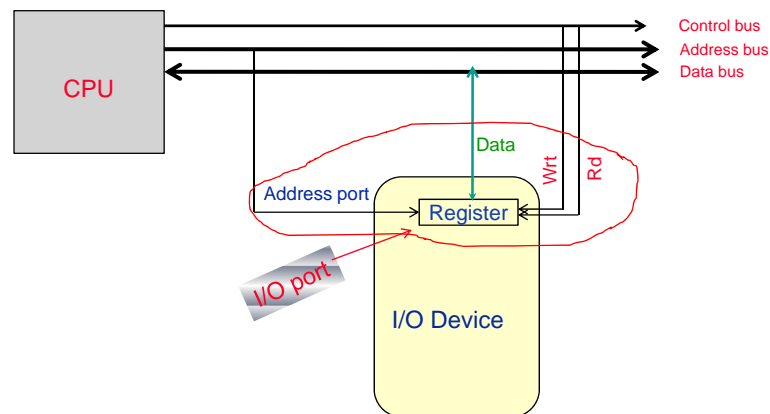 Control bus
Address bus
Data bus
CPU
Data
Wrt
Rd
Address port
Register
I/O port
I/O Device